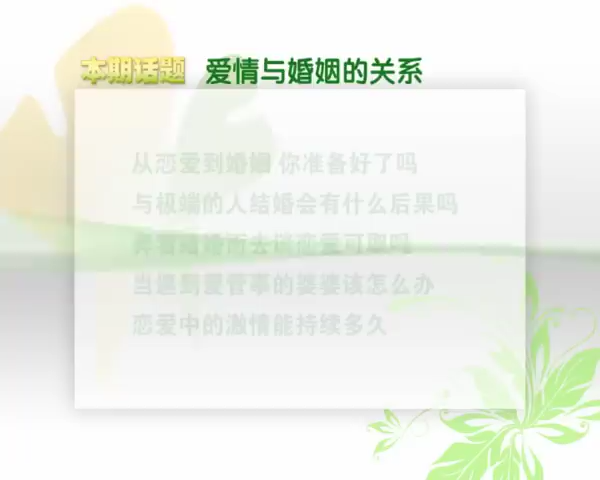 本期话题 爱情与婚姻的关系
从恋爱到婚姻 你准备好了吗
与极端的人结婚会有什么后果吗
奔着结婚而去谈恋爱可取吗
当遇到爱管事的婆婆该怎么办
恋爱中的激情能持续多久